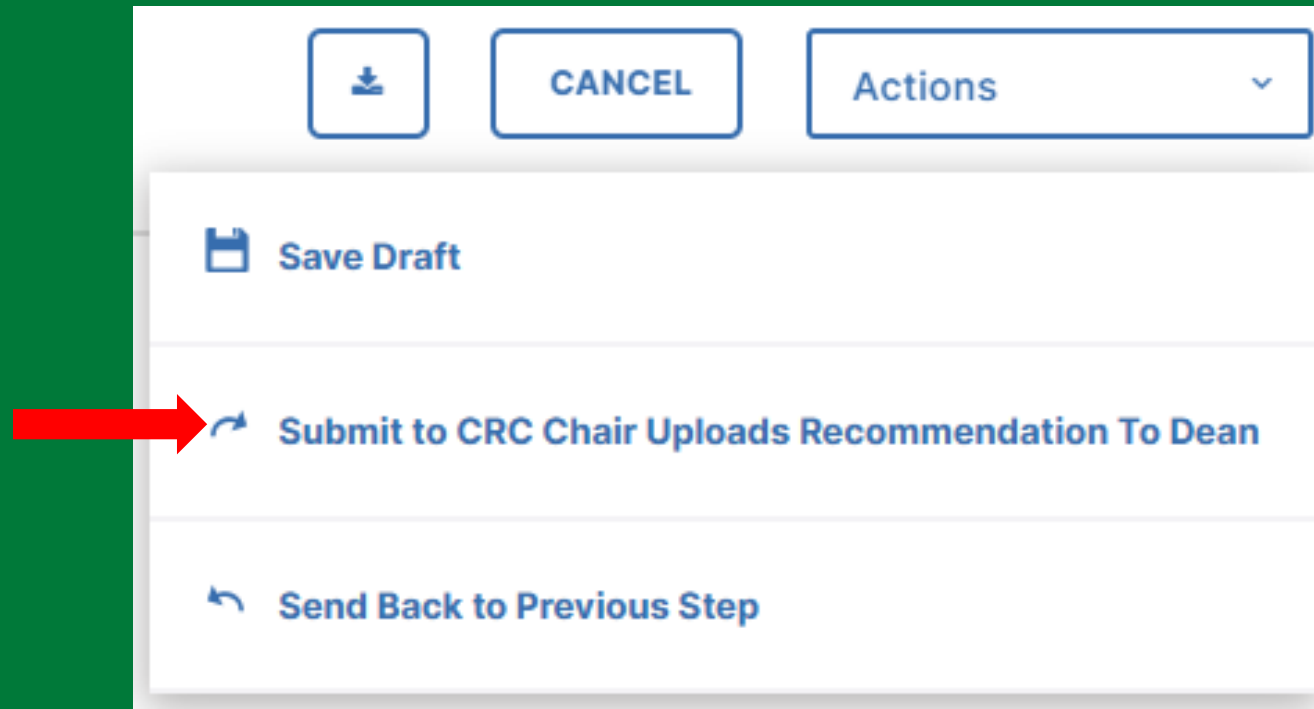 CANCEL
Actions
Save Draft
Submit to CRC Chair Uploads Recommendation To Dean
Send Back to Previous Step